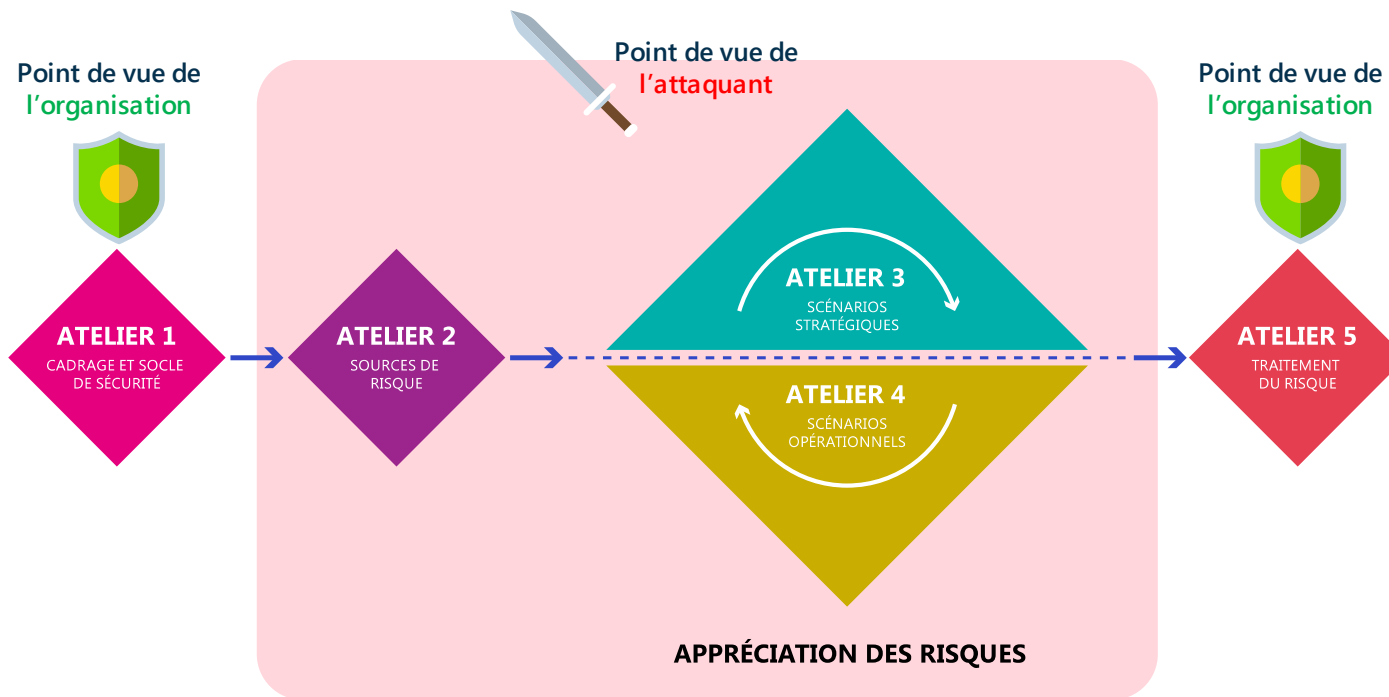 Point de vue de
l'organisation
Point de vue de
l'attaquant
Point de vue de
l'organisation
ATELIER 1
CADRAGE ET SOCLE
DE SÉCURITÉ
ATELIER 2
SOURCES DE
RISQUE
ATELIER 3
SCÉNARIOS
STRATÉGIQUES
ATELIER 4
SCÉNARIOS
OPÉRATIONNELS
ATELIER 5
TRAITEMENT
DU RISQUE
APPRÉCIATION DES RISQUES